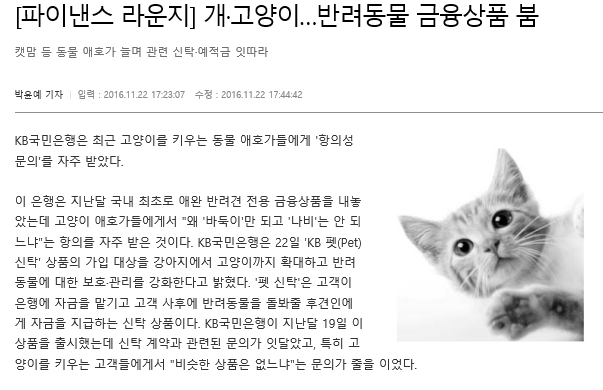 [파이낸스 라운지] 개·고양이...반려동물 금융상품 붐
캣맘 등 동물 애호가 늘며 관련 신탁·예적금 잇따라
박윤예 기자 | 입력 : 2016.11.22 17:23:07 수정 : 2016.11.22 17:44:42
KB국민은행은 최근 고양이를 키우는 동물 애호가들에게 '항의성
문의'를 자주 받았다.
이 은행은 지난달 국내 최초로 애완 반려견 전용 금융상품을 내놓
았는데 고양이 애호가들에게서 "왜 '바둑이'만 되고 '나비'는 안 되
느냐"는 항의를 자주 받은 것이다. KB국민은행은 22일 'KB 펫(Pet)
신탁' 상품의 가입 대상을 강아지에서 고양이까지 확대하고 반려
동물에 대한 보호·관리를 강화한다고 밝혔다. '펫 신탁'은 고객이
은행에 자금을 맡기고 고객 사후에 반려동물을 돌봐줄 후견인에
게 자금을 지급하는 신탁 상품이다. KB국민은행이 지난달 19일 이
상품을 출시했는데 신탁 계약과 관련된 문의가 잇달았고, 특히 고
양이를 키우는 고객들에게서 "비슷한 상품은 없느냐"는 문의가 줄을 이었다.